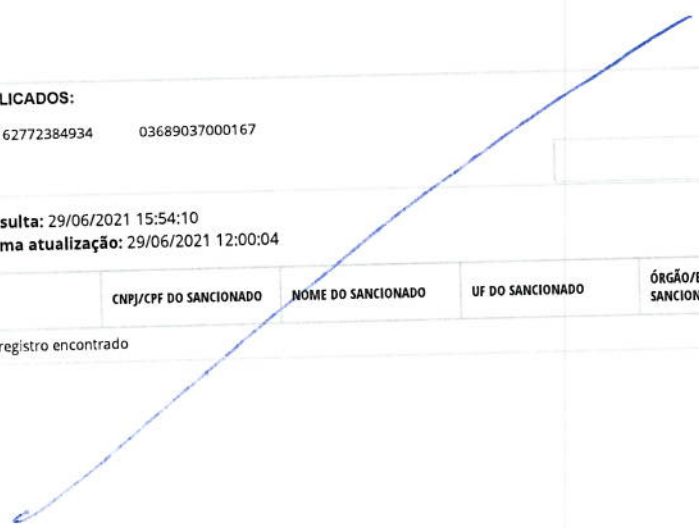 LICADOS:
62772384934 03689037000167
sulta: 29/06/2021 15:54:10
ma atualização: 29/06/2021 12:00:04
CNPJ/CPF DO SANCIONADO NOME DO SANCIONADO UF DO SANCIONADO ÓRGÃO/E
SANCION
registro encontrado